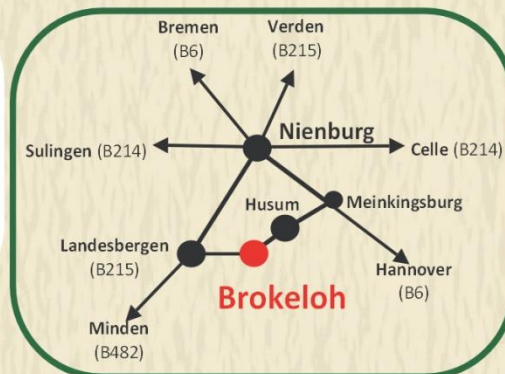 Bremen
(B6)
Verden
(B215)
Nienburg
Sulingen (B214)
Celle (B214)
Husum
Meinkingsburg
Landesbergen
(B215)
Hannover
(B6)
Brokeloh
Minden
(B482)